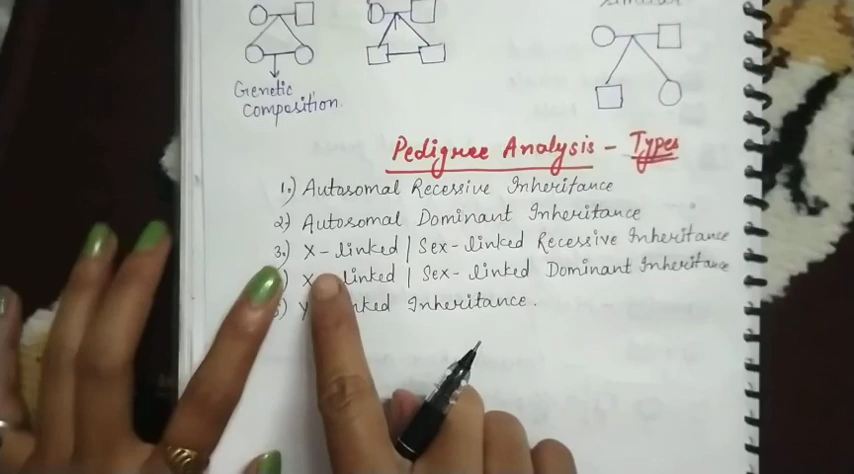 Genetic
composition.
Pedigree Analysis - Types
1.) Autosomal Recessive Inheritance
2.) Autosomal Dominant Inheritance
3.) X-linked | Sex-linked Recessive Inheritance
) X linked | Sex-linked Dominant Inheritance
) Inheritance.